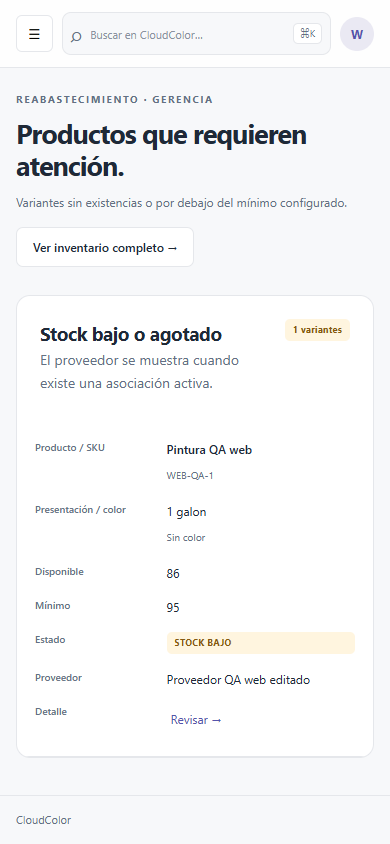 ☰
Buscar en CloudColor...
⌘K
W
REABASTECIMIENTO · GERENCIA
Productos que requieren
atención.
Variantes sin existencias o por debajo del mínimo configurado.
Ver inventario completo →
Stock bajo o agotado
1 variantes
El proveedor se muestra cuando
existe una asociación activa.
Producto / SKU
Pintura QA web
WEB-QA-1
Presentación / color
1 galon
Sin color
Disponible
86
Mínimo
95
Estado
STOCK BAJO
Proveedor
Proveedor QA web editado
Detalle
Revisar →
CloudColor